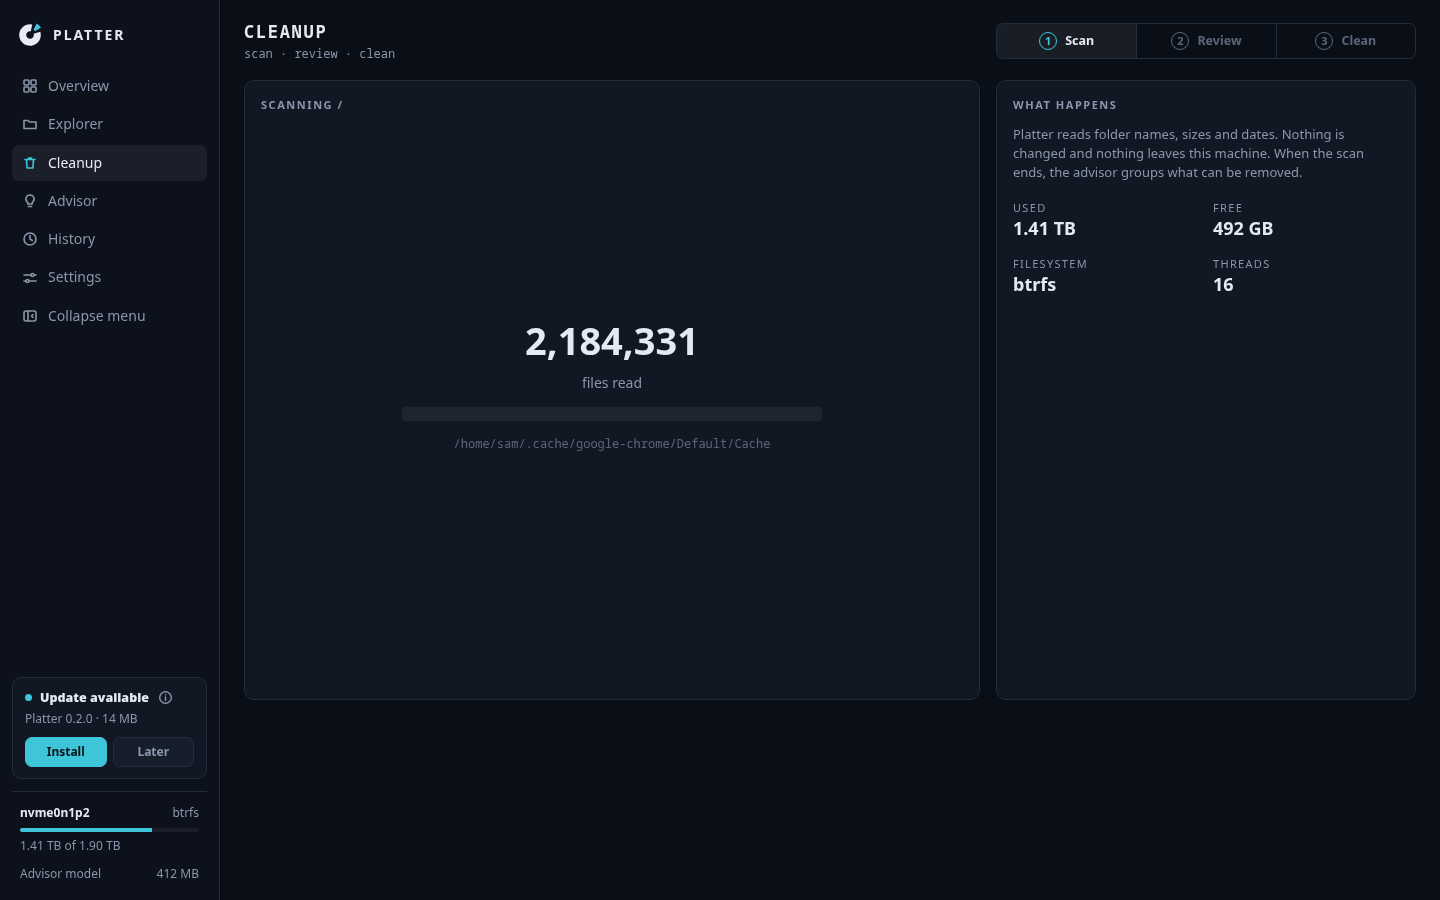 PLATTER
Overview
Explorer
Cleanup
Advisor
History
Settings
Collapse menu
Update available
Platter 0.2.0 · 14 MB
Install
Later
nvme0n1p2
btrfs
1.41 TB of 1.90 TB
Advisor model
412 MB
CLEANUP
scan · review · clean
1 Scan
2 Review
3 Clean
SCANNING /
2,184,331
files read
/home/sam/.cache/google-chrome/Default/Cache
WHAT HAPPENS
Platter reads folder names, sizes and dates. Nothing is
changed and nothing leaves this machine. When the scan
ends, the advisor groups what can be removed.
USED
1.41 TB
FREE
492 GB
FILESYSTEM
btrfs
THREADS
16